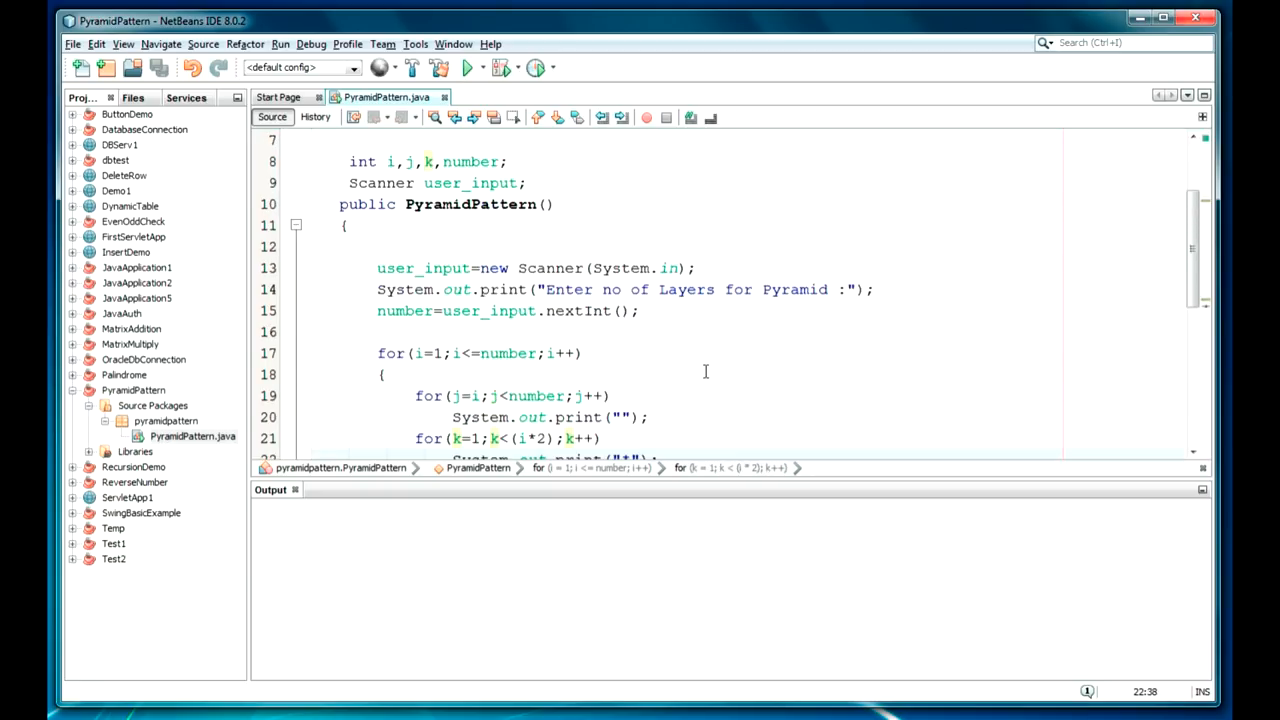 PyramidPattern - NetBeans IDE 8.0.2
File Edit View Navigate Source Refactor Run Debug Profile Team Tools Window Help
Search (Ctrl+I)
<default config>
Proj... Files Services
Start Page PyramidPattern.java
Source History
ButtonDemo
DatabaseConnection
DBServ1
dbtest
DeleteRow
Demo1
DynamicTable
EvenOddCheck
FirstServletApp
InsertDemo
JavaApplication1
JavaApplication2
JavaApplication5
JavaAuth
MatrixAddition
MatrixMultiply
OracleDbConnection
Palindrome
PyramidPattern
Source Packages
pyramidpattern
PyramidPattern.java
Libraries
RecursionDemo
ReverseNumber
ServletApp1
SwingBasicExample
Temp
Test1
Test2
7
8 int i,j,k,number;
9 Scanner user_input;
10 public PyramidPattern()
11 {
12
13 user_input=new Scanner(System.in);
14 System.out.print("Enter no of Layers for Pyramid :");
15 number=user_input.nextInt();
16
17 for(i=1;i<=number;i++)
18 {
19 for(j=i;j<number;j++)
20 System.out.print("");
21 for(k=1;k<(i*2);k++)
22 System.out.print("*");
pyramidpattern.PyramidPattern PyramidPattern for (i = 1; i <= number; i++) for (k = 1; k < (i * 2); k++)
Output
1
22:38 INS